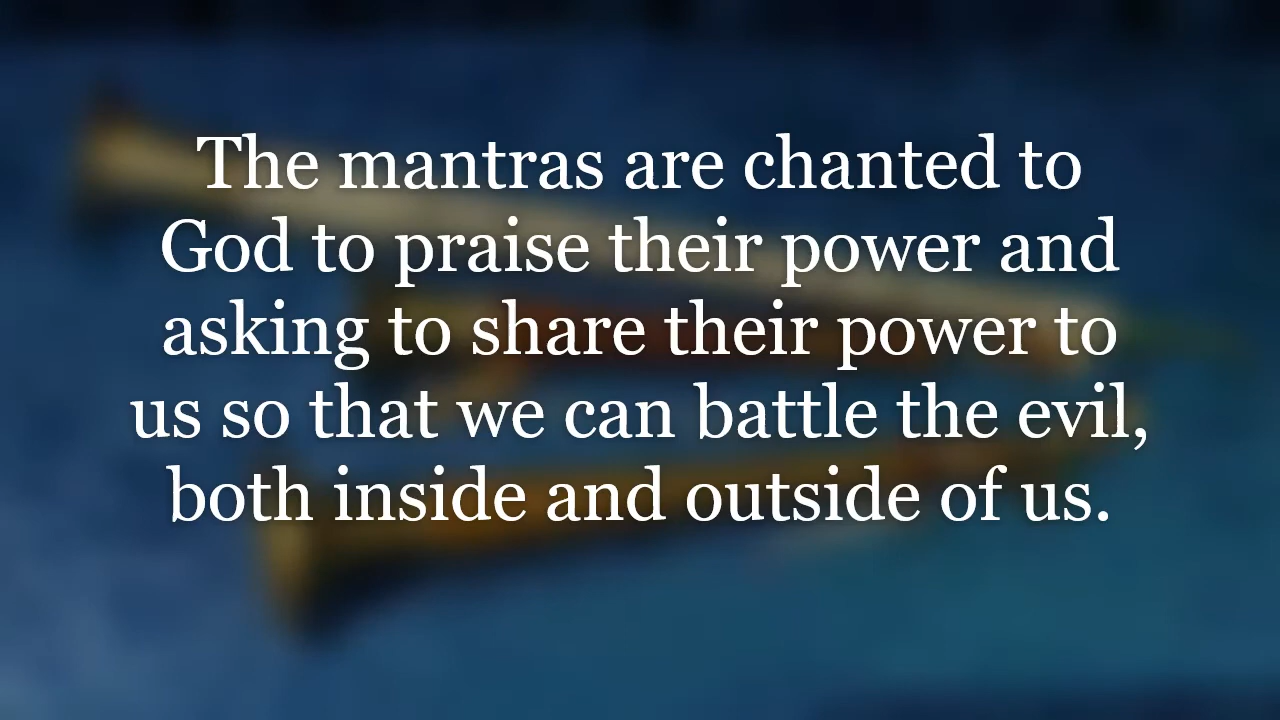 The mantras are chanted to
God to praise their power and
asking to share their power to
us so that we can battle the evil,
both inside and outside of us.